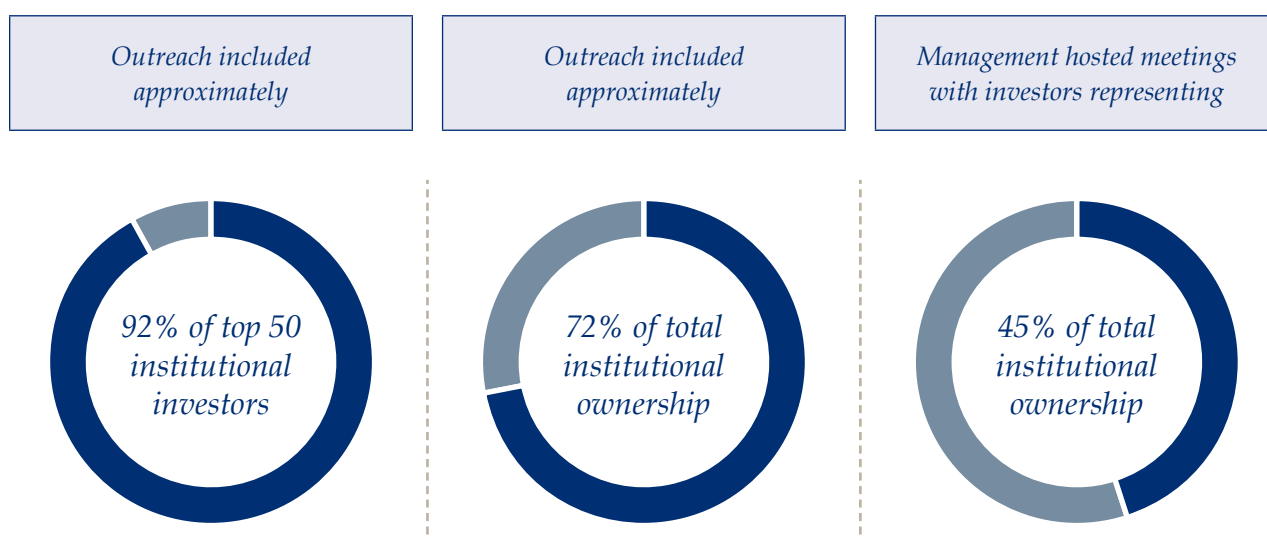 Outreach included
approximately
Outreach included
approximately
Management hosted meetings
with investors representing
92% of top 50
institutional
investors
72% of total
institutional
ownership
45% of total
institutional
ownership